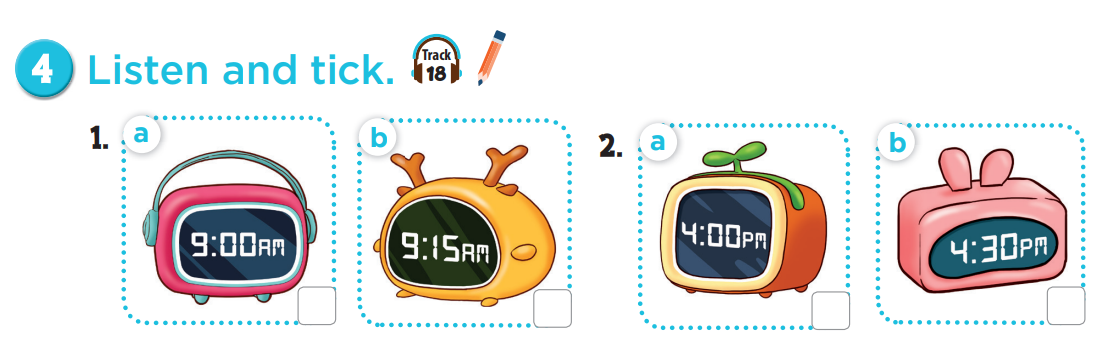 4 Listen and tick. Track 18
1. a b 2. a b
9:00AM 9:15AM 4:00PM 4:30PM